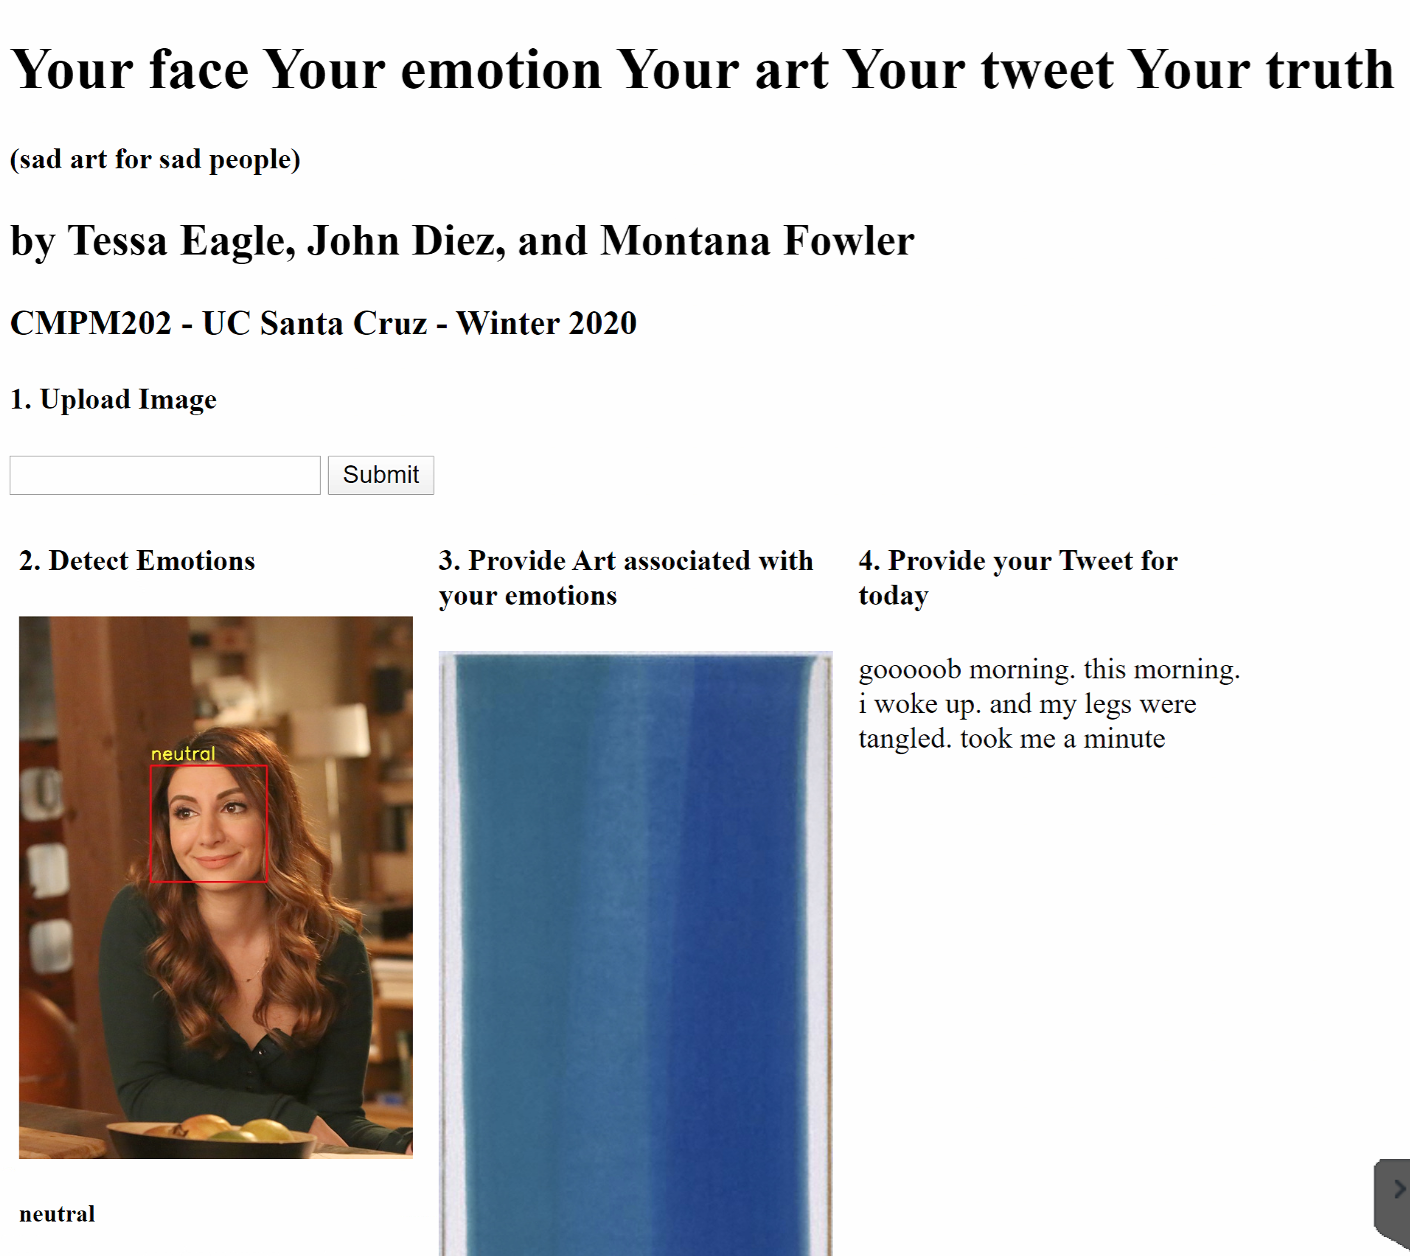 Your face Your emotion Your art Your tweet Your truth
(sad art for sad people)
by Tessa Eagle, John Diez, and Montana Fowler
CMPM202 - UC Santa Cruz - Winter 2020
1. Upload Image
Submit
2. Detect Emotions
neutral
neutral
3. Provide Art associated with
your emotions
4. Provide your Tweet for
today
gooooob morning. this morning.
i woke up. and my legs were
tangled. took me a minute